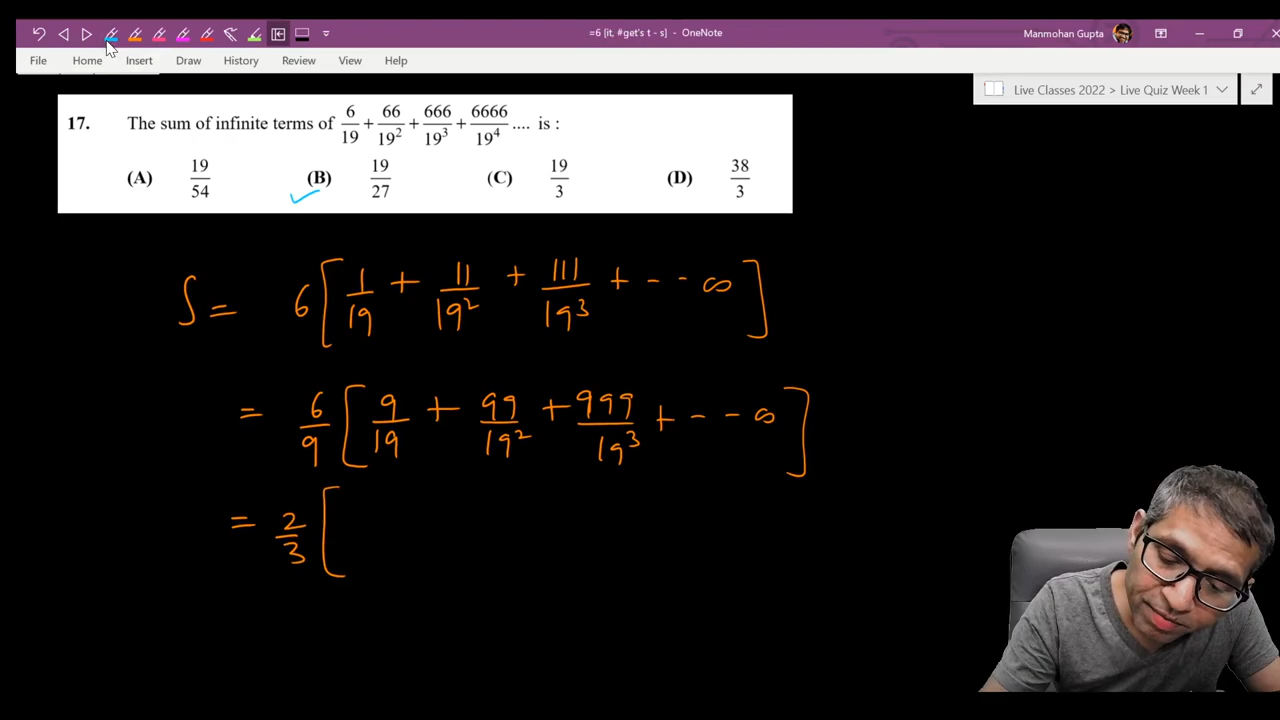 =6 [it, #get's t - s] - OneNote
Manmohan Gupta
File Home Insert Draw History Review View Help
Live Classes 2022 > Live Quiz Week 1
17. The sum of infinite terms of 6/19 + 66/19² + 666/19³ + 6666/19⁴ .... is :
(A) 19/54 (B) 19/27 (C) 19/3 (D) 38/3
S = 6[1/19 + 11/19² + 111/19³ + - - ∞]
= 6/9[9/19 + 99/19² + 999/19³ + - - ∞]
= 2/3[